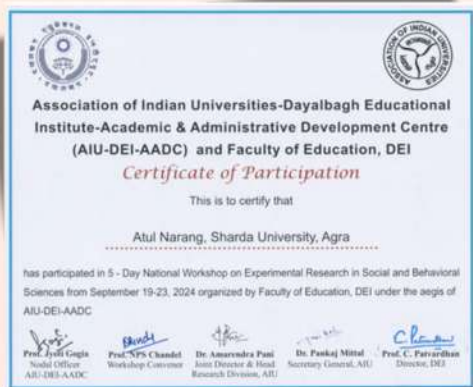 ASSOCIATION OF INDIAN UNIVERSITIES
Association of Indian Universities-Dayalbagh Educational
Institute-Academic & Administrative Development Centre
(AIU-DEI-AADC) and Faculty of Education, DEI
Certificate of Participation
This is to certify that
Atul Narang, Sharda University, Agra
has participated in 5 - Day National Workshop on Experimental Research in Social and Behavioral
Sciences from September 19-23, 2024 organized by Faculty of Education, DEI under the aegis of
AIU-DEI-AADC
Prof. Jyoti Gogia Prof. NPS Chandel Dr. Amarendra Pani Dr. Pankaj Mittal Prof. C. Patvardhan
Nodal Officer Workshop Convener Joint Director & Head Secretary General, AIU Director, DEI
AIU-DEI-AADC Research Division, AIU